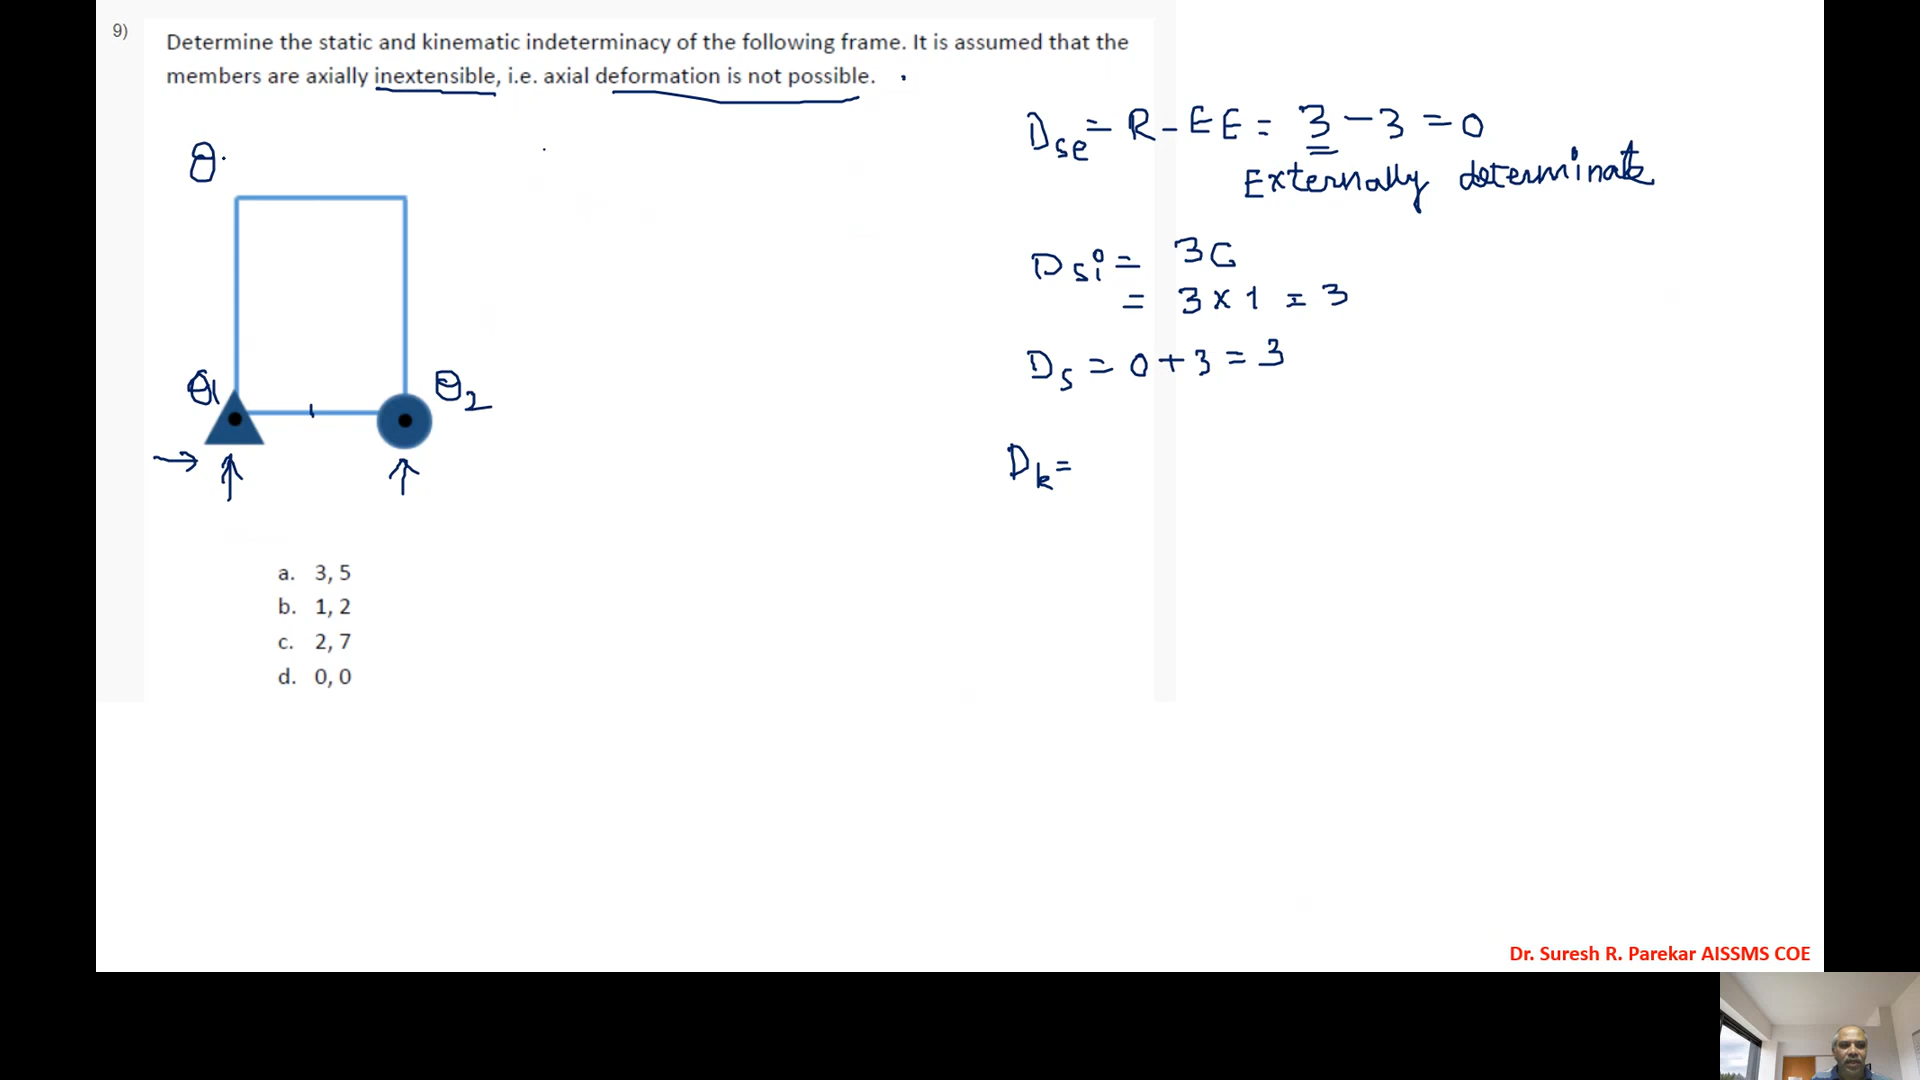 9)
Determine the static and kinematic indeterminacy of the following frame. It is assumed that the
members are axially inextensible, i.e. axial deformation is not possible.
Dse = R - EE = 3 - 3 = 0
Externally determinate
θ
Dsi = 3C
= 3 x 1 = 3
Ds = 0 + 3 = 3
θ1
θ2
Dk =
a. 3, 5
b. 1, 2
c. 2, 7
d. 0, 0
Dr. Suresh R. Parekar AISSMS COE